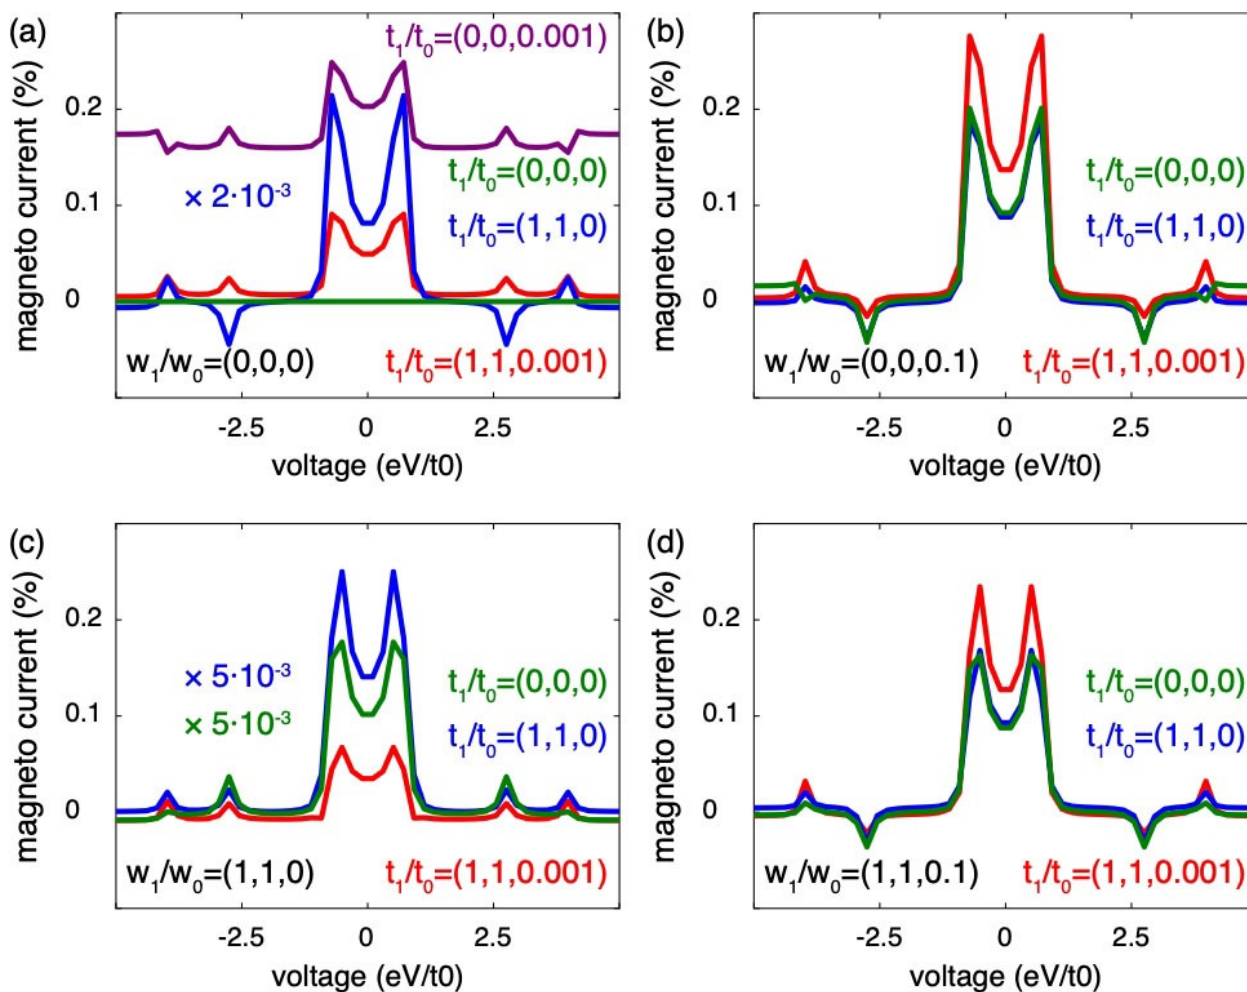 (a)
magneto current (%)
0.2
0.1
0
t₁/t₀=(0,0,0.001)
t₁/t₀=(0,0,0)
× 2·10⁻³
t₁/t₀=(1,1,0)
w₁/w₀=(0,0,0)
t₁/t₀=(1,1,0.001)
-2.5
0
2.5
voltage (eV/t0)
(b)
magneto current (%)
0.2
0.1
0
t₁/t₀=(0,0,0)
t₁/t₀=(1,1,0)
w₁/w₀=(0,0,0.1)
t₁/t₀=(1,1,0.001)
-2.5
0
2.5
voltage (eV/t0)
(c)
magneto current (%)
0.2
0.1
0
× 5·10⁻³
t₁/t₀=(0,0,0)
× 5·10⁻³
t₁/t₀=(1,1,0)
w₁/w₀=(1,1,0)
t₁/t₀=(1,1,0.001)
-2.5
0
2.5
voltage (eV/t0)
(d)
magneto current (%)
0.2
0.1
0
t₁/t₀=(0,0,0)
t₁/t₀=(1,1,0)
w₁/w₀=(1,1,0.1)
t₁/t₀=(1,1,0.001)
-2.5
0
2.5
voltage (eV/t0)